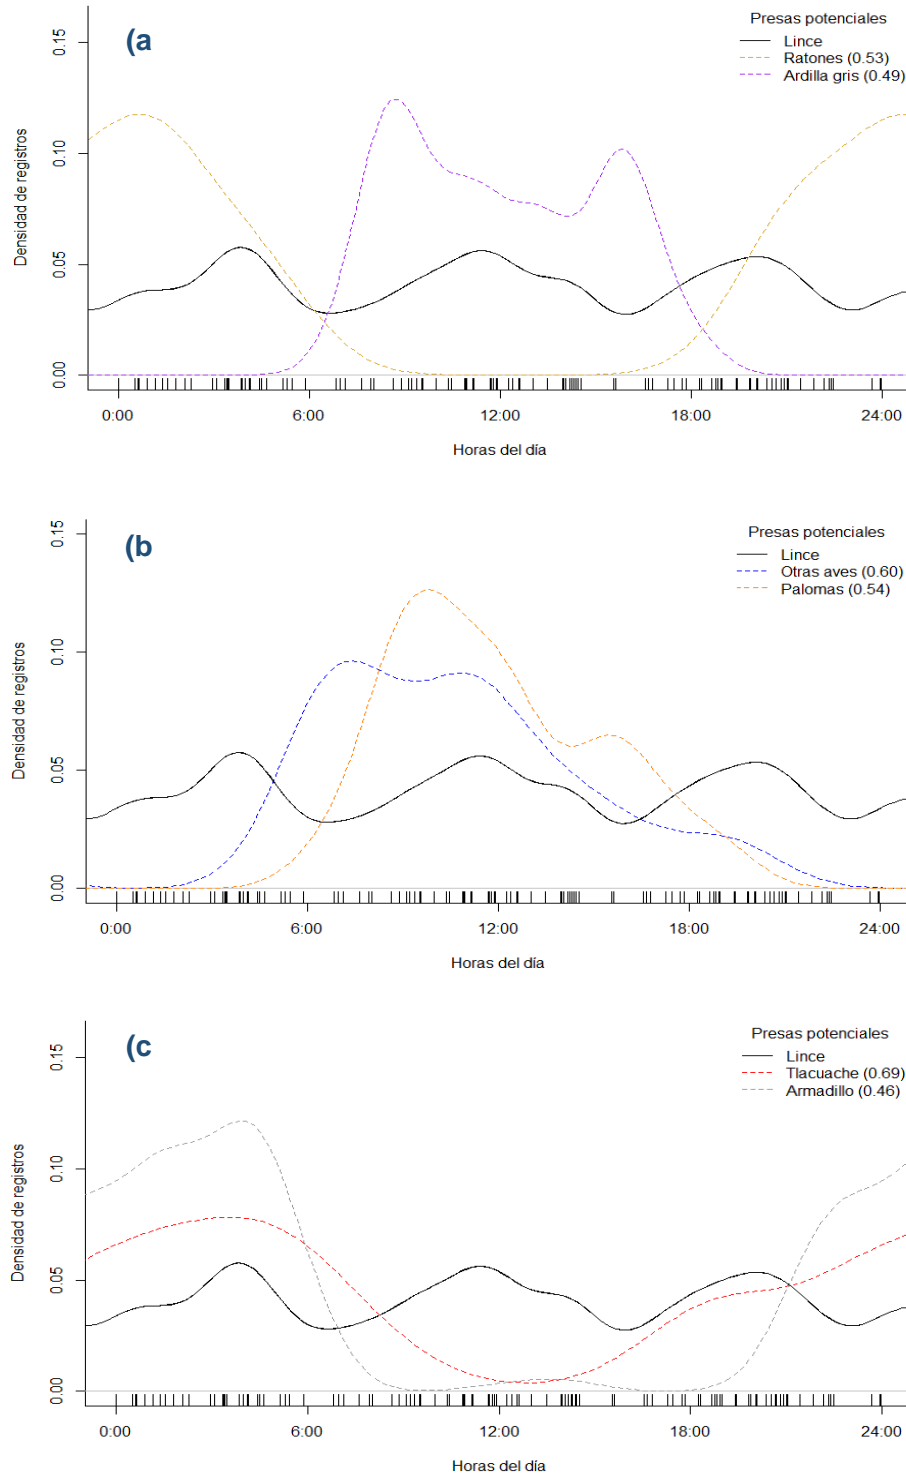 (a
Presas potenciales
Lince
Ratones (0.53)
Ardilla gris (0.49)
Densidad de registros
0.15
0.10
0.05
0.00
0:00 6:00 12:00 18:00 24:00
Horas del día
(b
Presas potenciales
Lince
Otras aves (0.60)
Palomas (0.54)
Densidad de registros
0.15
0.10
0.05
0.00
0:00 6:00 12:00 18:00 24:00
Horas del día
(c
Presas potenciales
Lince
Tlacuache (0.69)
Armadillo (0.46)
Densidad de registros
0.15
0.10
0.05
0.00
0:00 6:00 12:00 18:00 24:00
Horas del día